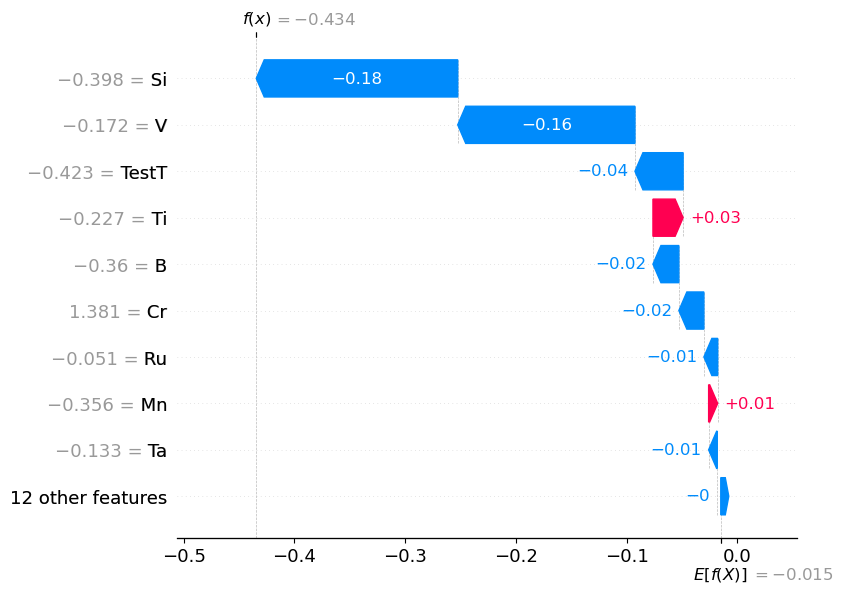 f(x) = −0.434
−0.398 = Si
−0.18
−0.172 = V
−0.16
−0.423 = TestT
−0.04
−0.227 = Ti
+0.03
−0.36 = B
−0.02
1.381 = Cr
−0.02
−0.051 = Ru
−0.01
−0.356 = Mn
+0.01
−0.133 = Ta
−0.01
12 other features
−0
−0.5 −0.4 −0.3 −0.2 −0.1 0.0
E[f(X)] = −0.015